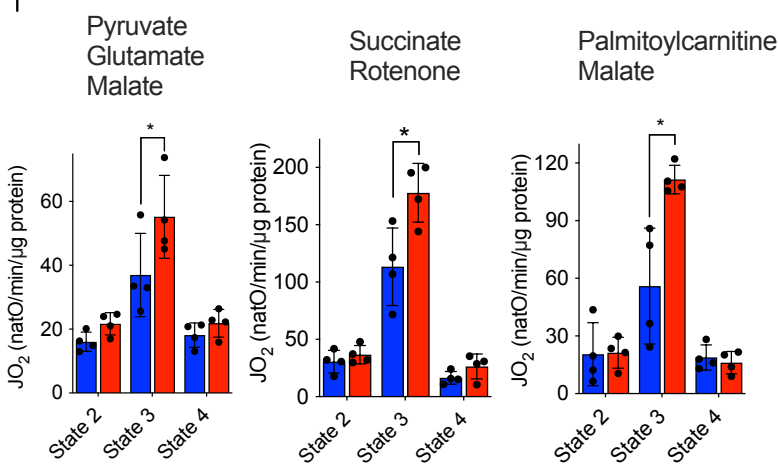 Pyruvate
Glutamate
Malate
JO2 (natO/min/µg protein)
60
40
20
0
*
State 2
State 3
State 4
Succinate
Rotenone
JO2 (natO/min/µg protein)
200
150
100
50
0
*
State 2
State 3
State 4
Palmitoylcarnitine
Malate
JO2 (natO/min/µg protein)
120
90
60
30
0
*
State 2
State 3
State 4